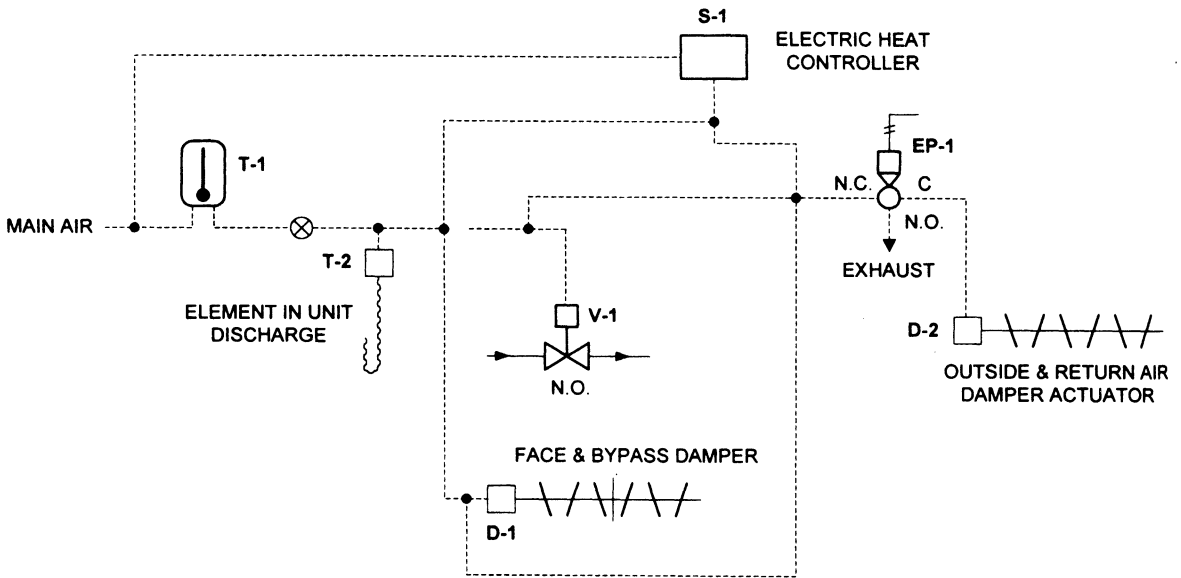 S-1
ELECTRIC HEAT
CONTROLLER
T-1
EP-1
N.C.
C
N.O.
MAIN AIR
EXHAUST
T-2
ELEMENT IN UNIT
DISCHARGE
V-1
N.O.
D-2
OUTSIDE & RETURN AIR
DAMPER ACTUATOR
FACE & BYPASS DAMPER
D-1